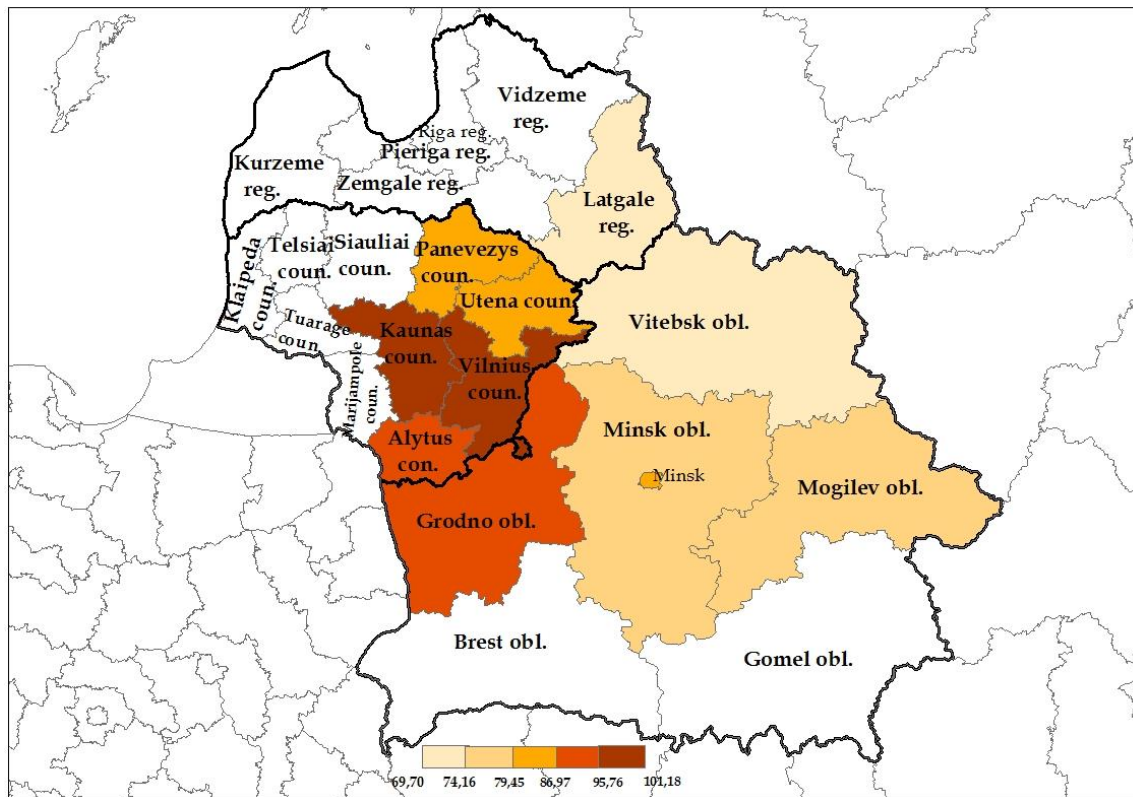 Vidzeme
reg.
Riga reg.
Pieriga reg.
Kurzeme
reg.
Zemgale reg.
Latgale
reg.
Klaipeda
coun.
Telsiai
coun.
Siauliai
coun.
Panevezys
coun.
Utena coun.
Tuarage
coun.
Kaunas
coun.
Vilnius
coun.
Marijampole
coun.
Alytus
con.
Vitebsk obl.
Minsk obl.
Minsk
Mogilev obl.
Grodno obl.
Brest obl.
Gomel obl.
69,70 74,16 79,45 86,97 95,76 101,18